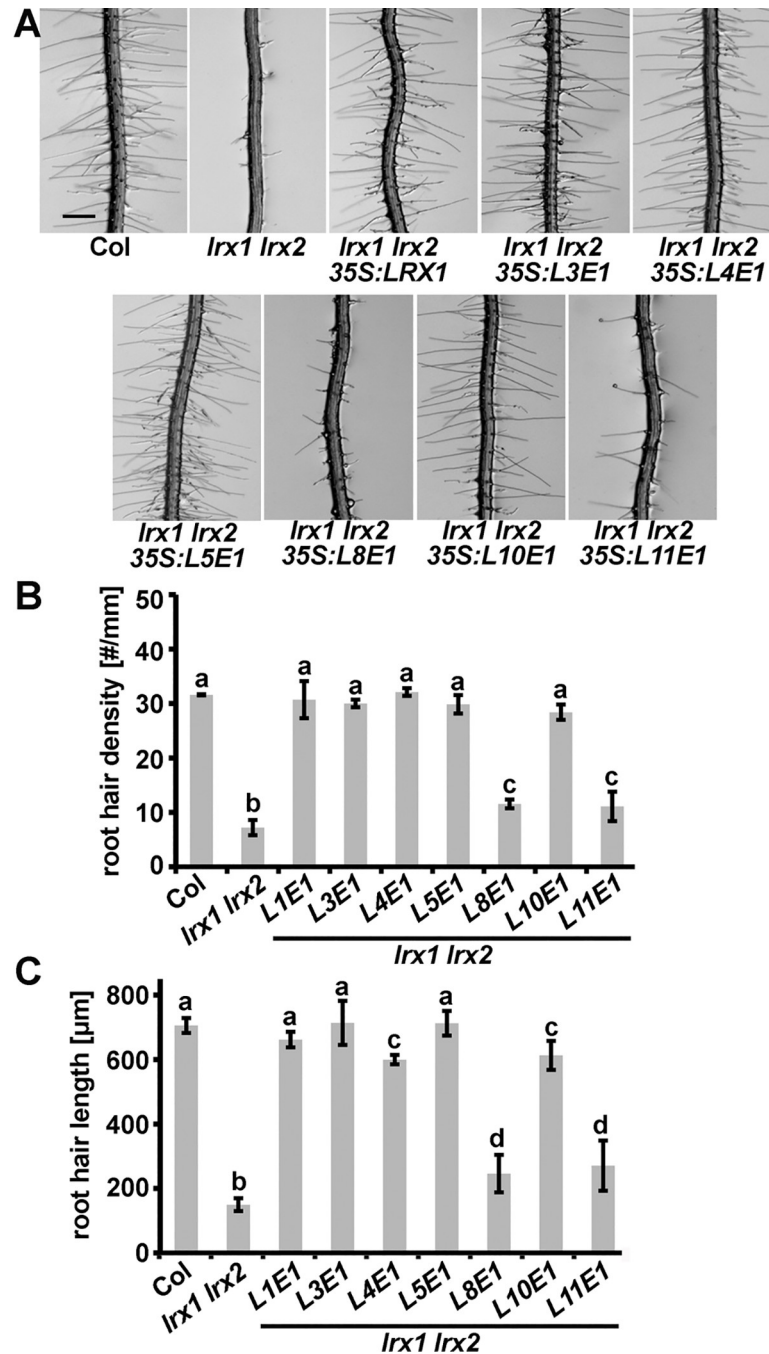 A
Col
lrx1 lrx2
lrx1 lrx2
35S:LRX1
lrx1 lrx2
35S:L3E1
lrx1 lrx2
35S:L4E1
lrx1 lrx2
35S:L5E1
lrx1 lrx2
35S:L8E1
lrx1 lrx2
35S:L10E1
lrx1 lrx2
35S:L11E1
B
root hair density [#/mm]
50
40
30
20
10
0
a
b
a
a
a
a
c
a
c
Col
lrx1 lrx2
L1E1
L3E1
L4E1
L5E1
L8E1
L10E1
L11E1
lrx1 lrx2
C
root hair length [µm]
800
600
400
200
0
a
b
a
a
c
a
d
c
d
Col
lrx1 lrx2
L1E1
L3E1
L4E1
L5E1
L8E1
L10E1
L11E1
lrx1 lrx2